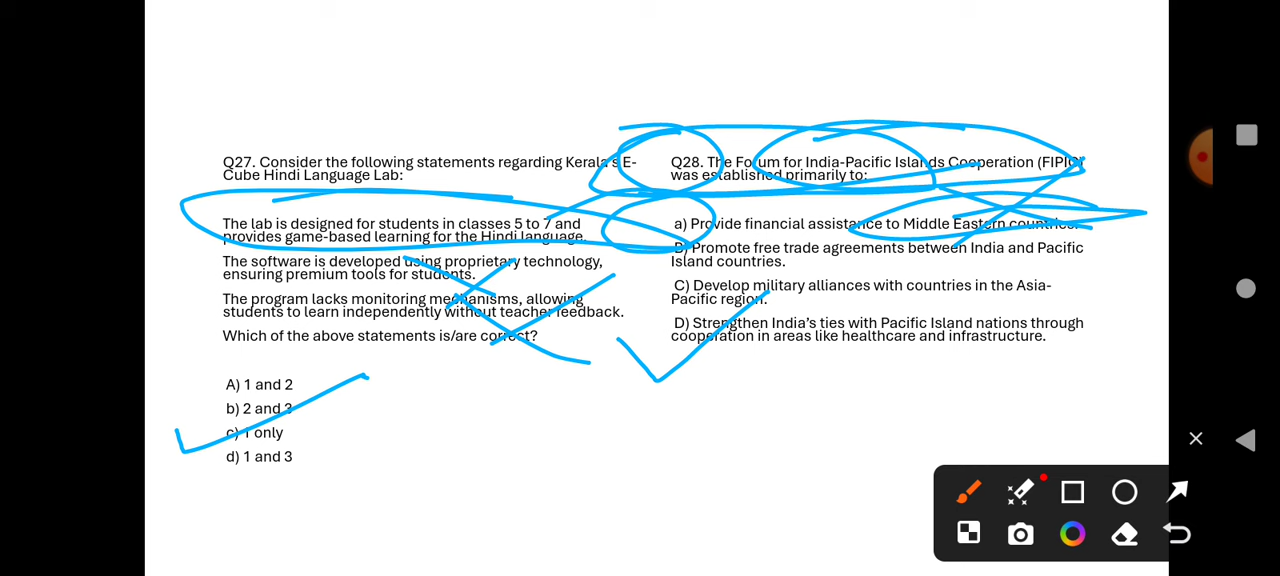 Q27. Consider the following statements regarding Kerala's E-
Cube Hindi Language Lab:
The lab is designed for students in classes 5 to 7 and
provides game-based learning for the Hindi language.
The software is developed using proprietary technology,
ensuring premium tools for students.
The program lacks monitoring mechanisms, allowing
students to learn independently without teacher feedback.
Which of the above statements is/are correct?
A) 1 and 2
b) 2 and 3
c) 1 only
d) 1 and 3
Q28. The Forum for India-Pacific Islands Cooperation (FIPIC)
was established primarily to:
a) Provide financial assistance to Middle Eastern countries.
B) Promote free trade agreements between India and Pacific
Island countries.
C) Develop military alliances with countries in the Asia-
Pacific region.
D) Strengthen India's ties with Pacific Island nations through
cooperation in areas like healthcare and infrastructure.